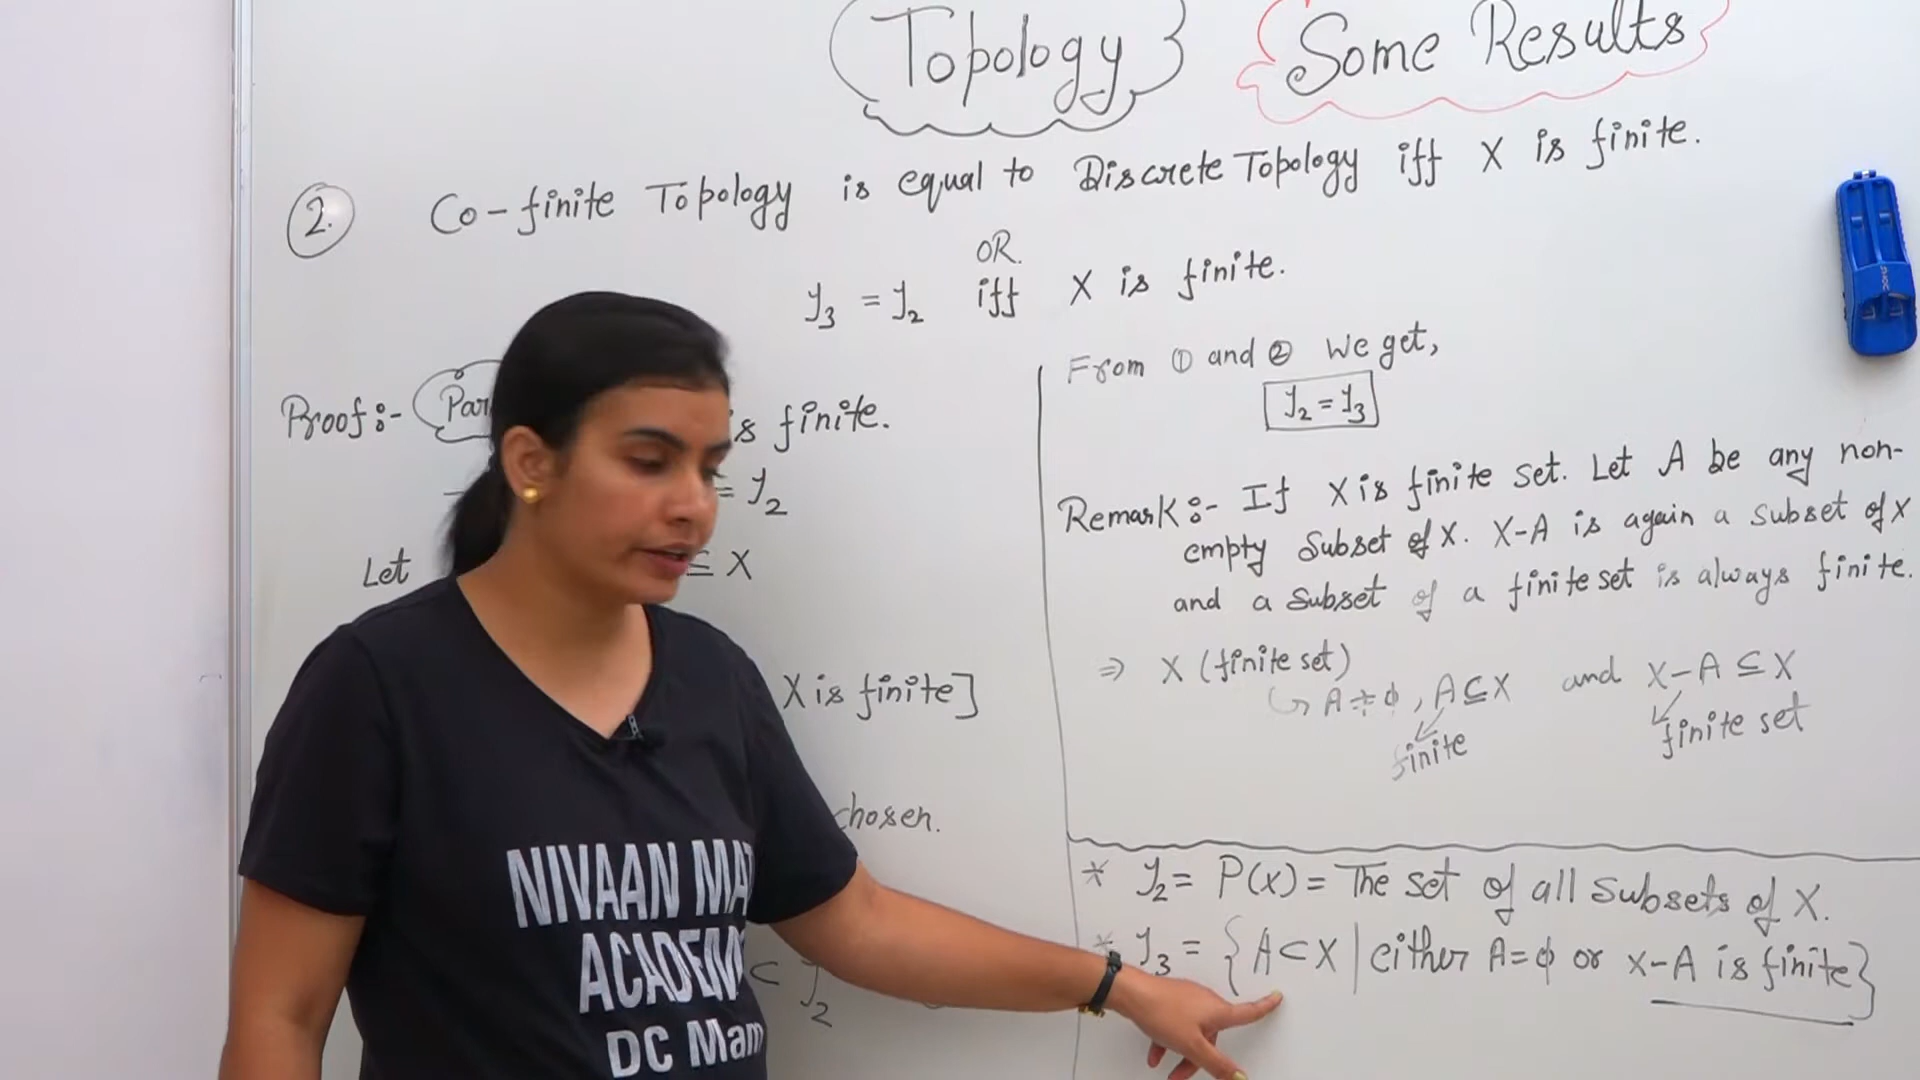 Topology
Some Results
2. Co-finite Topology is equal to Discrete Topology iff X is finite.
OR.
J₃ = J₂ iff X is finite.
Proof:- Par is finite.
= J₂
Let ⊆ X
X is finite]
chosen.
⊂ J₂
From ① and ② We get,
J₂ = J₃
Remark:- If X is finite set. Let A be any non-
empty Subset of X. X-A is again a subset of X
and a subset of a finite set is always finite.
⇒ X (finite set)
↳ A ≠ ϕ, A ⊆ X and X-A ⊆ X
finite finite set
* J₂ = P(X) = The set of all subsets of X.
* J₃ = {A ⊂ X | either A = ϕ or X-A is finite}
NIVAAN MAT
ACADEM
DC Mam